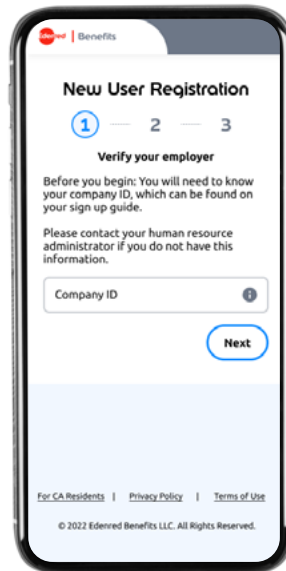 Edenred | Benefits
New User Registration
1 — 2 — 3
Verify your employer
Before you begin: You will need to know
your company ID, which can be found on
your sign up guide.
Please contact your human resource
administrator if you do not have this
information.
Company ID
Next
For CA Residents | Privacy Policy | Terms of Use
© 2022 Edenred Benefits LLC. All Rights Reserved.